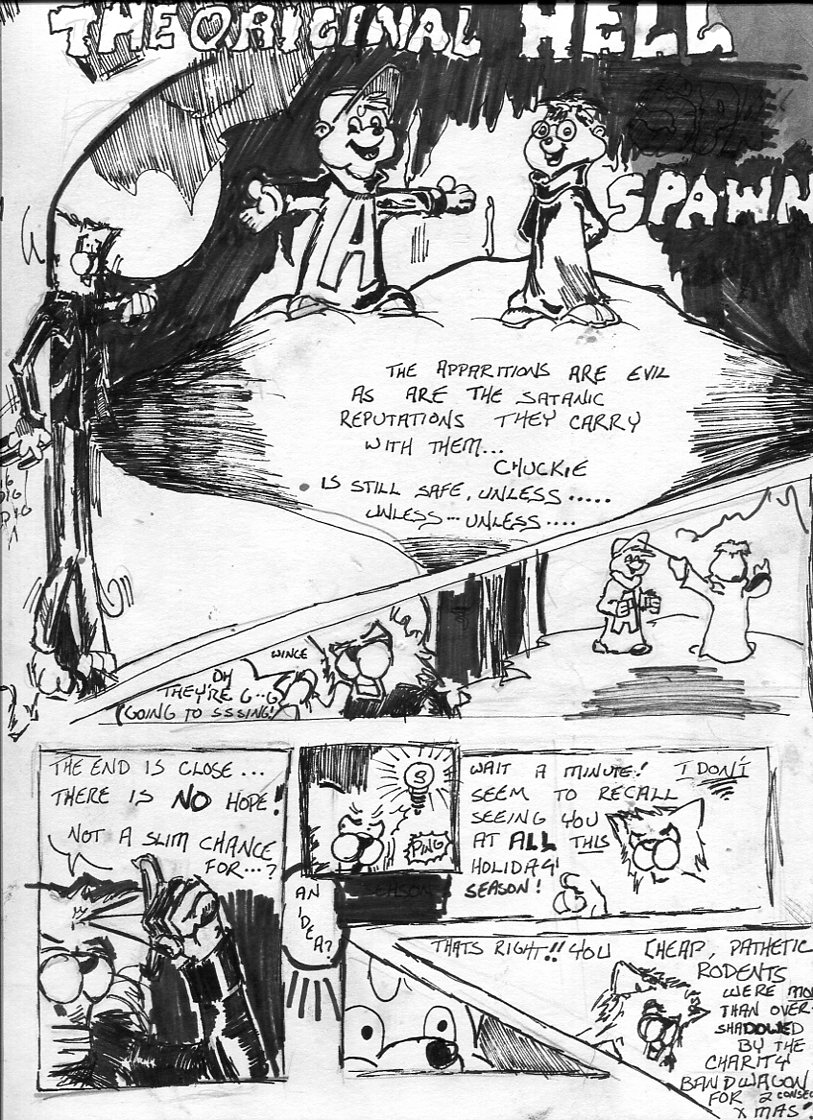 THE ORIGINAL HELL
SPAWN
A
THE APPARITIONS ARE EVIL
AS ARE THE SATANIC
REPUTATIONS THEY CARRY
WITH THEM...
CHUCKIE
IS STILL SAFE, UNLESS.....
UNLESS... UNLESS....
DIG
DIG
WINCE
OH
THEY'RE G--G
GOING TO SSSING!
THE END IS CLOSE...
THERE IS NO HOPE!
NOT A SLIM CHANCE
FOR...?
PING
AN
IDEA?
WAIT A MINUTE! I DON'T
SEEM TO RECALL
SEEING YOU
AT ALL THIS
HOLIDAY
SEASON!
SEASON
THATS RIGHT!! YOU CHEAP, PATHETIC
RODENTS
WERE
THAN OVER-
SHADOWED
BY THE
CHARITY
BANDWAGON
FOR 2 CONSEC
XMAS'